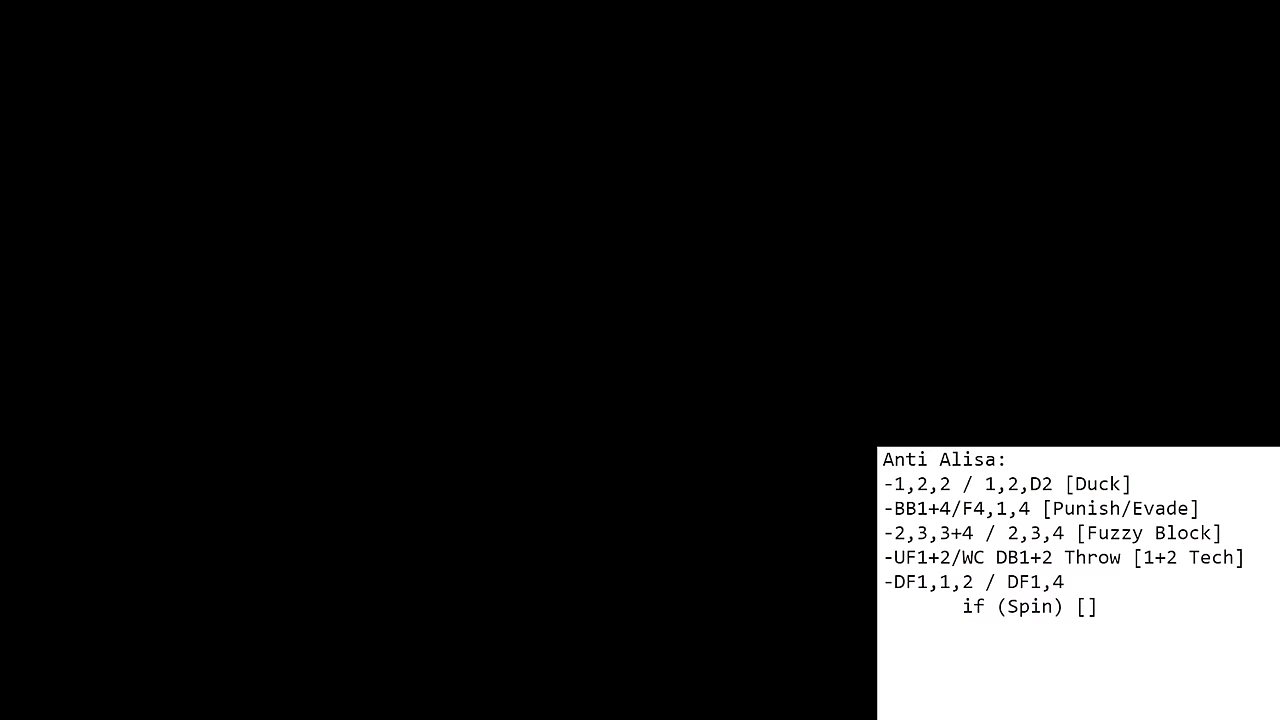 Anti Alisa:
-1,2,2 / 1,2,D2 [Duck]
-BB1+4/F4,1,4 [Punish/Evade]
-2,3,3+4 / 2,3,4 [Fuzzy Block]
-UF1+2/WC DB1+2 Throw [1+2 Tech]
-DF1,1,2 / DF1,4
if (Spin) []